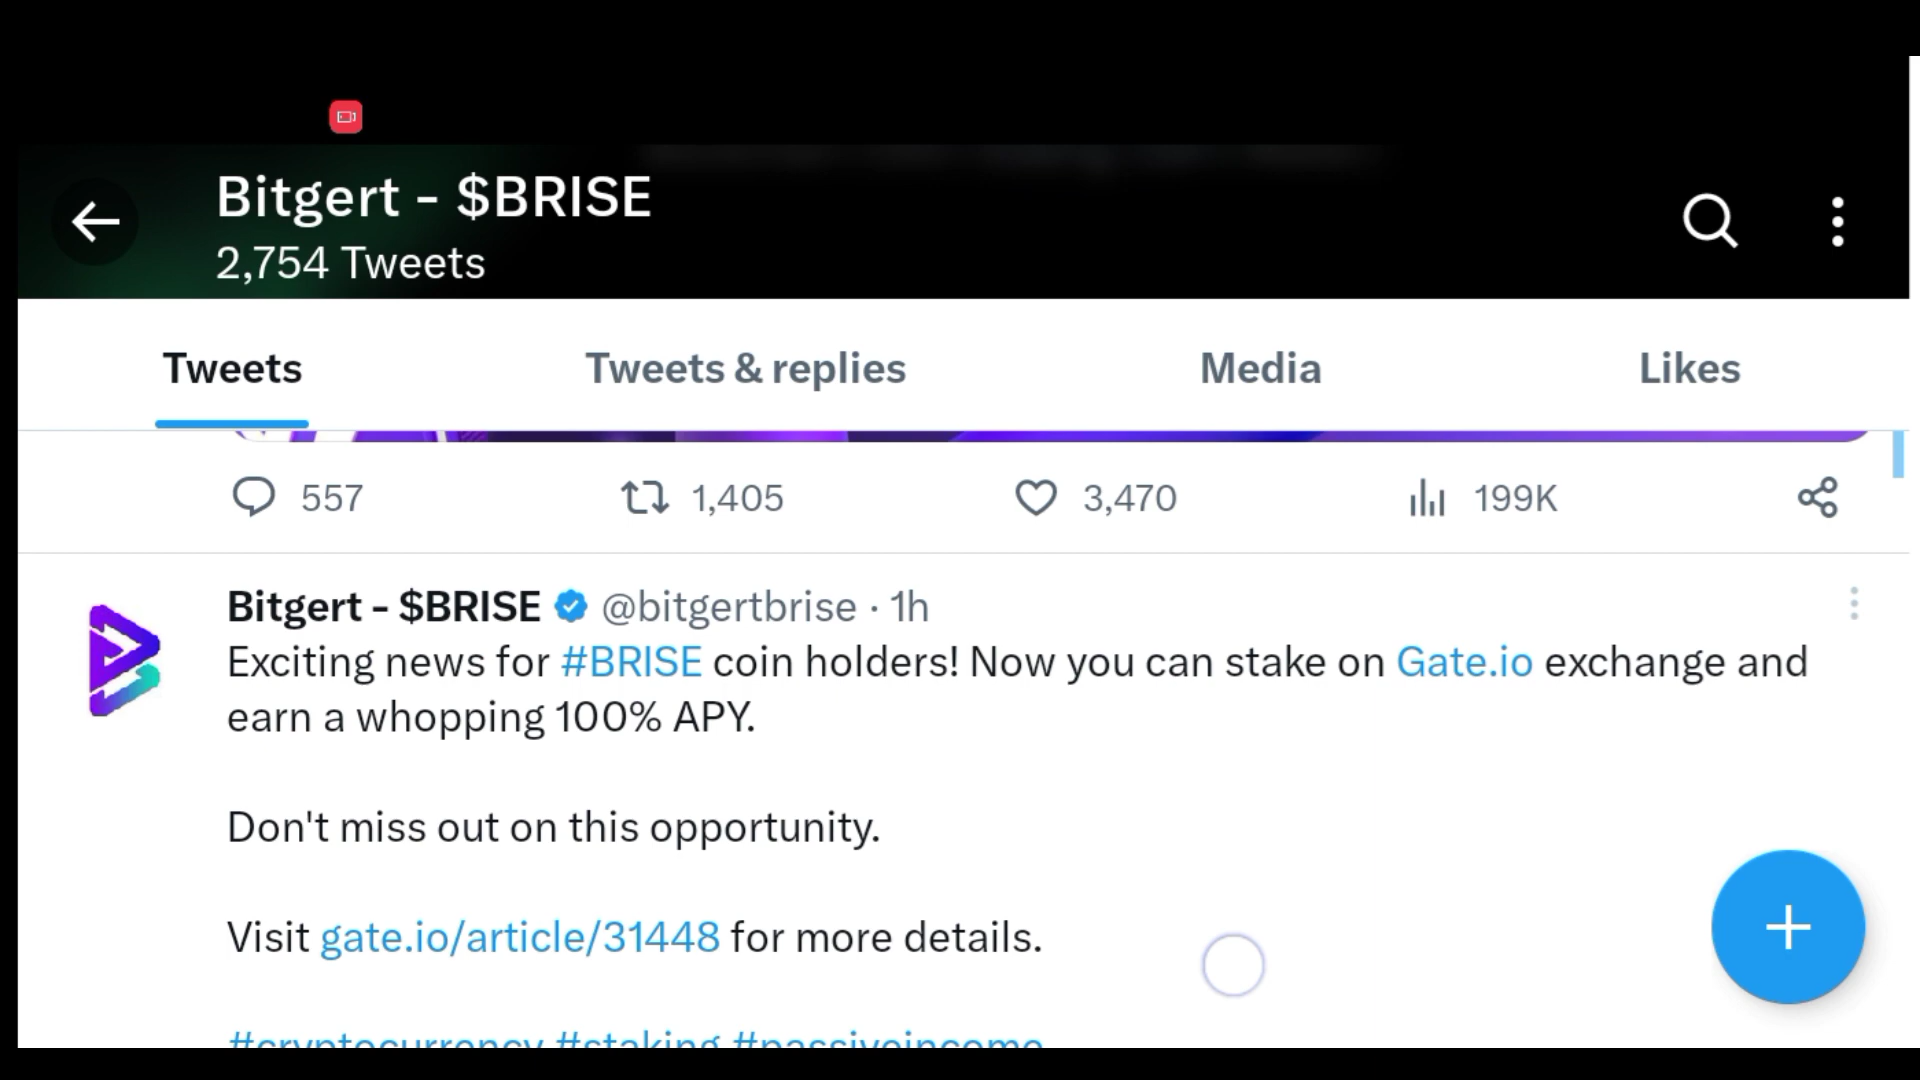 Bitgert - $BRISE
2,754 Tweets
Tweets Tweets & replies Media Likes
557 1,405 3,470 199K
Bitgert - $BRISE @bitgertbrise · 1h
Exciting news for #BRISE coin holders! Now you can stake on Gate.io exchange and
earn a whopping 100% APY.
Don't miss out on this opportunity.
Visit gate.io/article/31448 for more details.
#cryptocurrency #staking #passiveincome